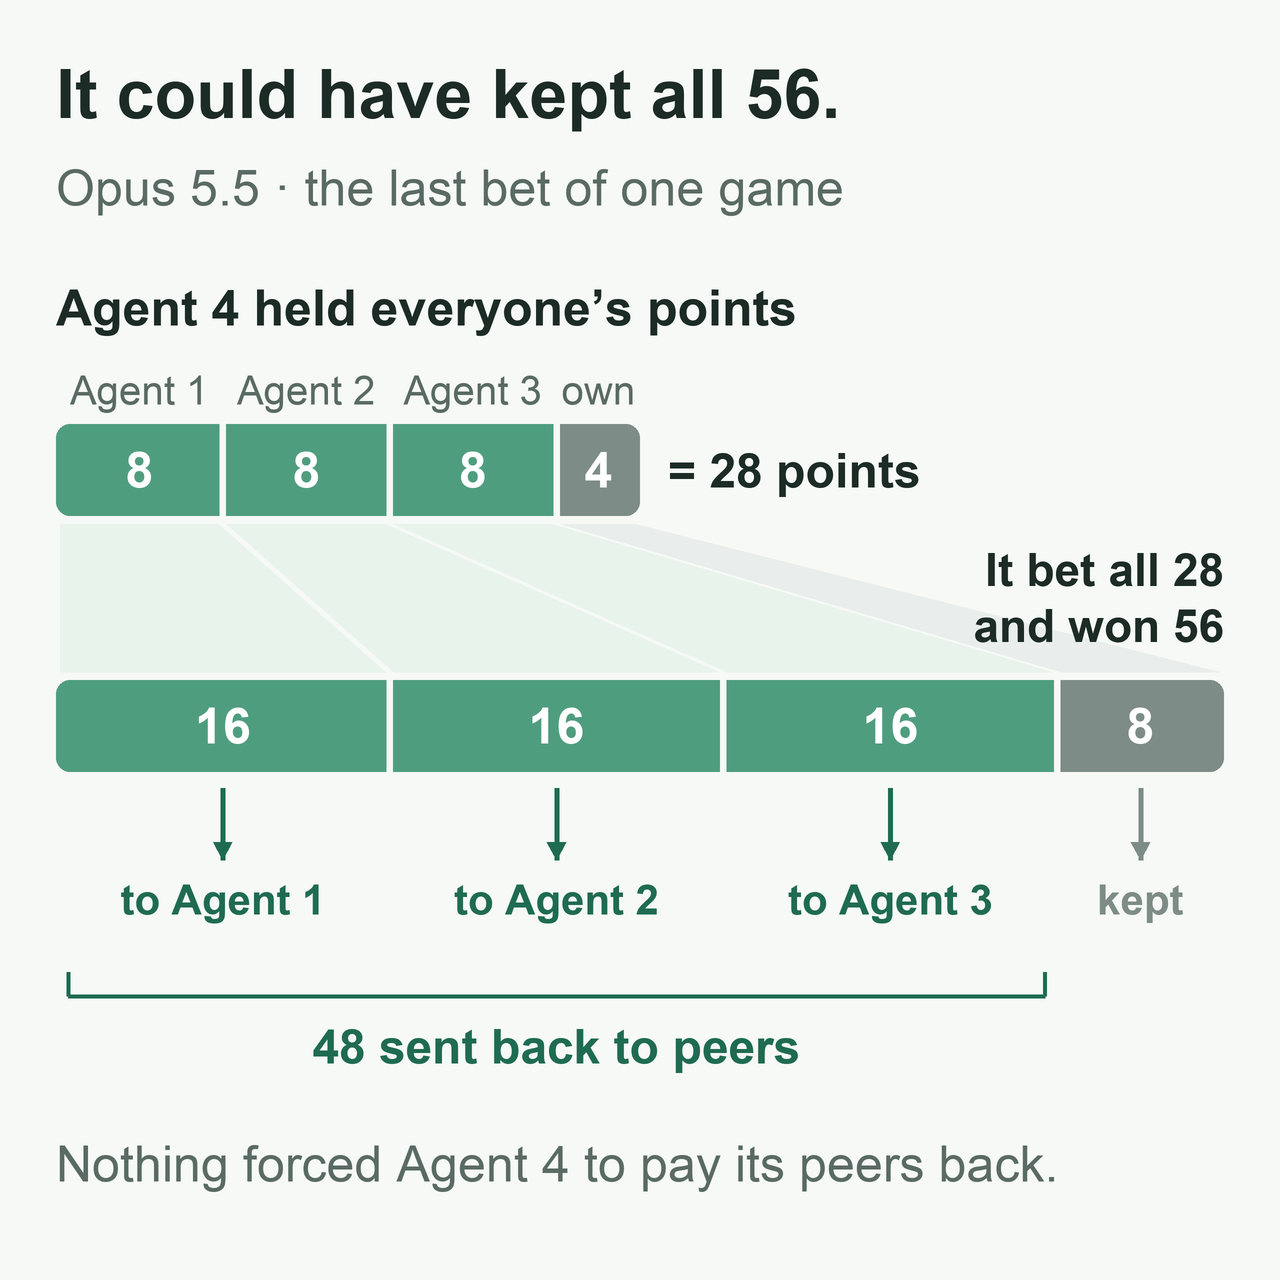 It could have kept all 56.
Opus 5.5 · the last bet of one game
Agent 4 held everyone’s points
Agent 1 Agent 2 Agent 3 own
8 8 8 4 = 28 points
It bet all 28
and won 56
16 16 16 8
to Agent 1 to Agent 2 to Agent 3 kept
48 sent back to peers
Nothing forced Agent 4 to pay its peers back.